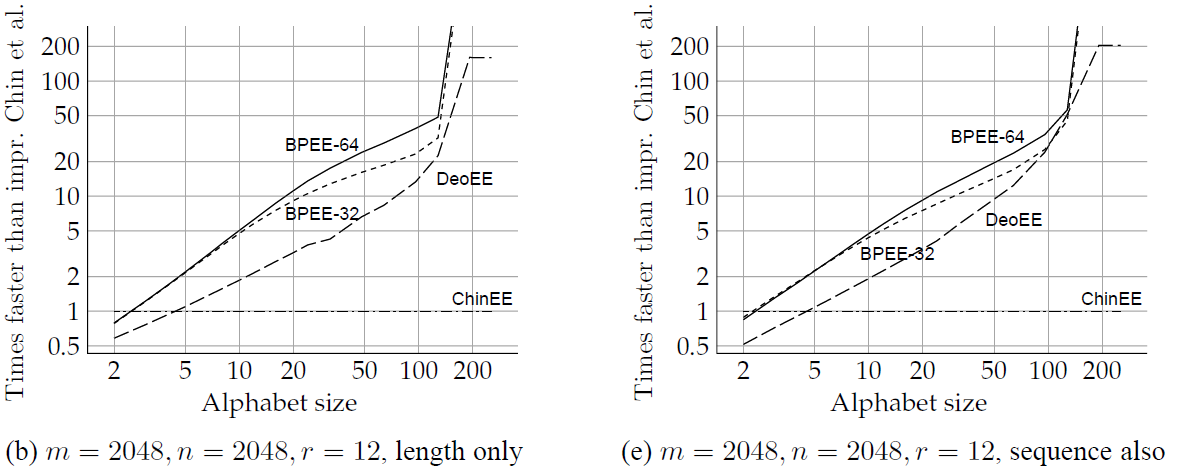 Times faster than impr. Chin et al.
200
100
50
20
10
5
2
1
0.5
BPEE-64
BPEE-32
DeoEE
ChinEE
2 5 10 20 50 100 200
Alphabet size
(b) m = 2048, n = 2048, r = 12, length only
Times faster than impr. Chin et al.
200
100
50
20
10
5
2
1
0.5
BPEE-64
DeoEE
BPEE-32
ChinEE
2 5 10 20 50 100 200
Alphabet size
(e) m = 2048, n = 2048, r = 12, sequence also